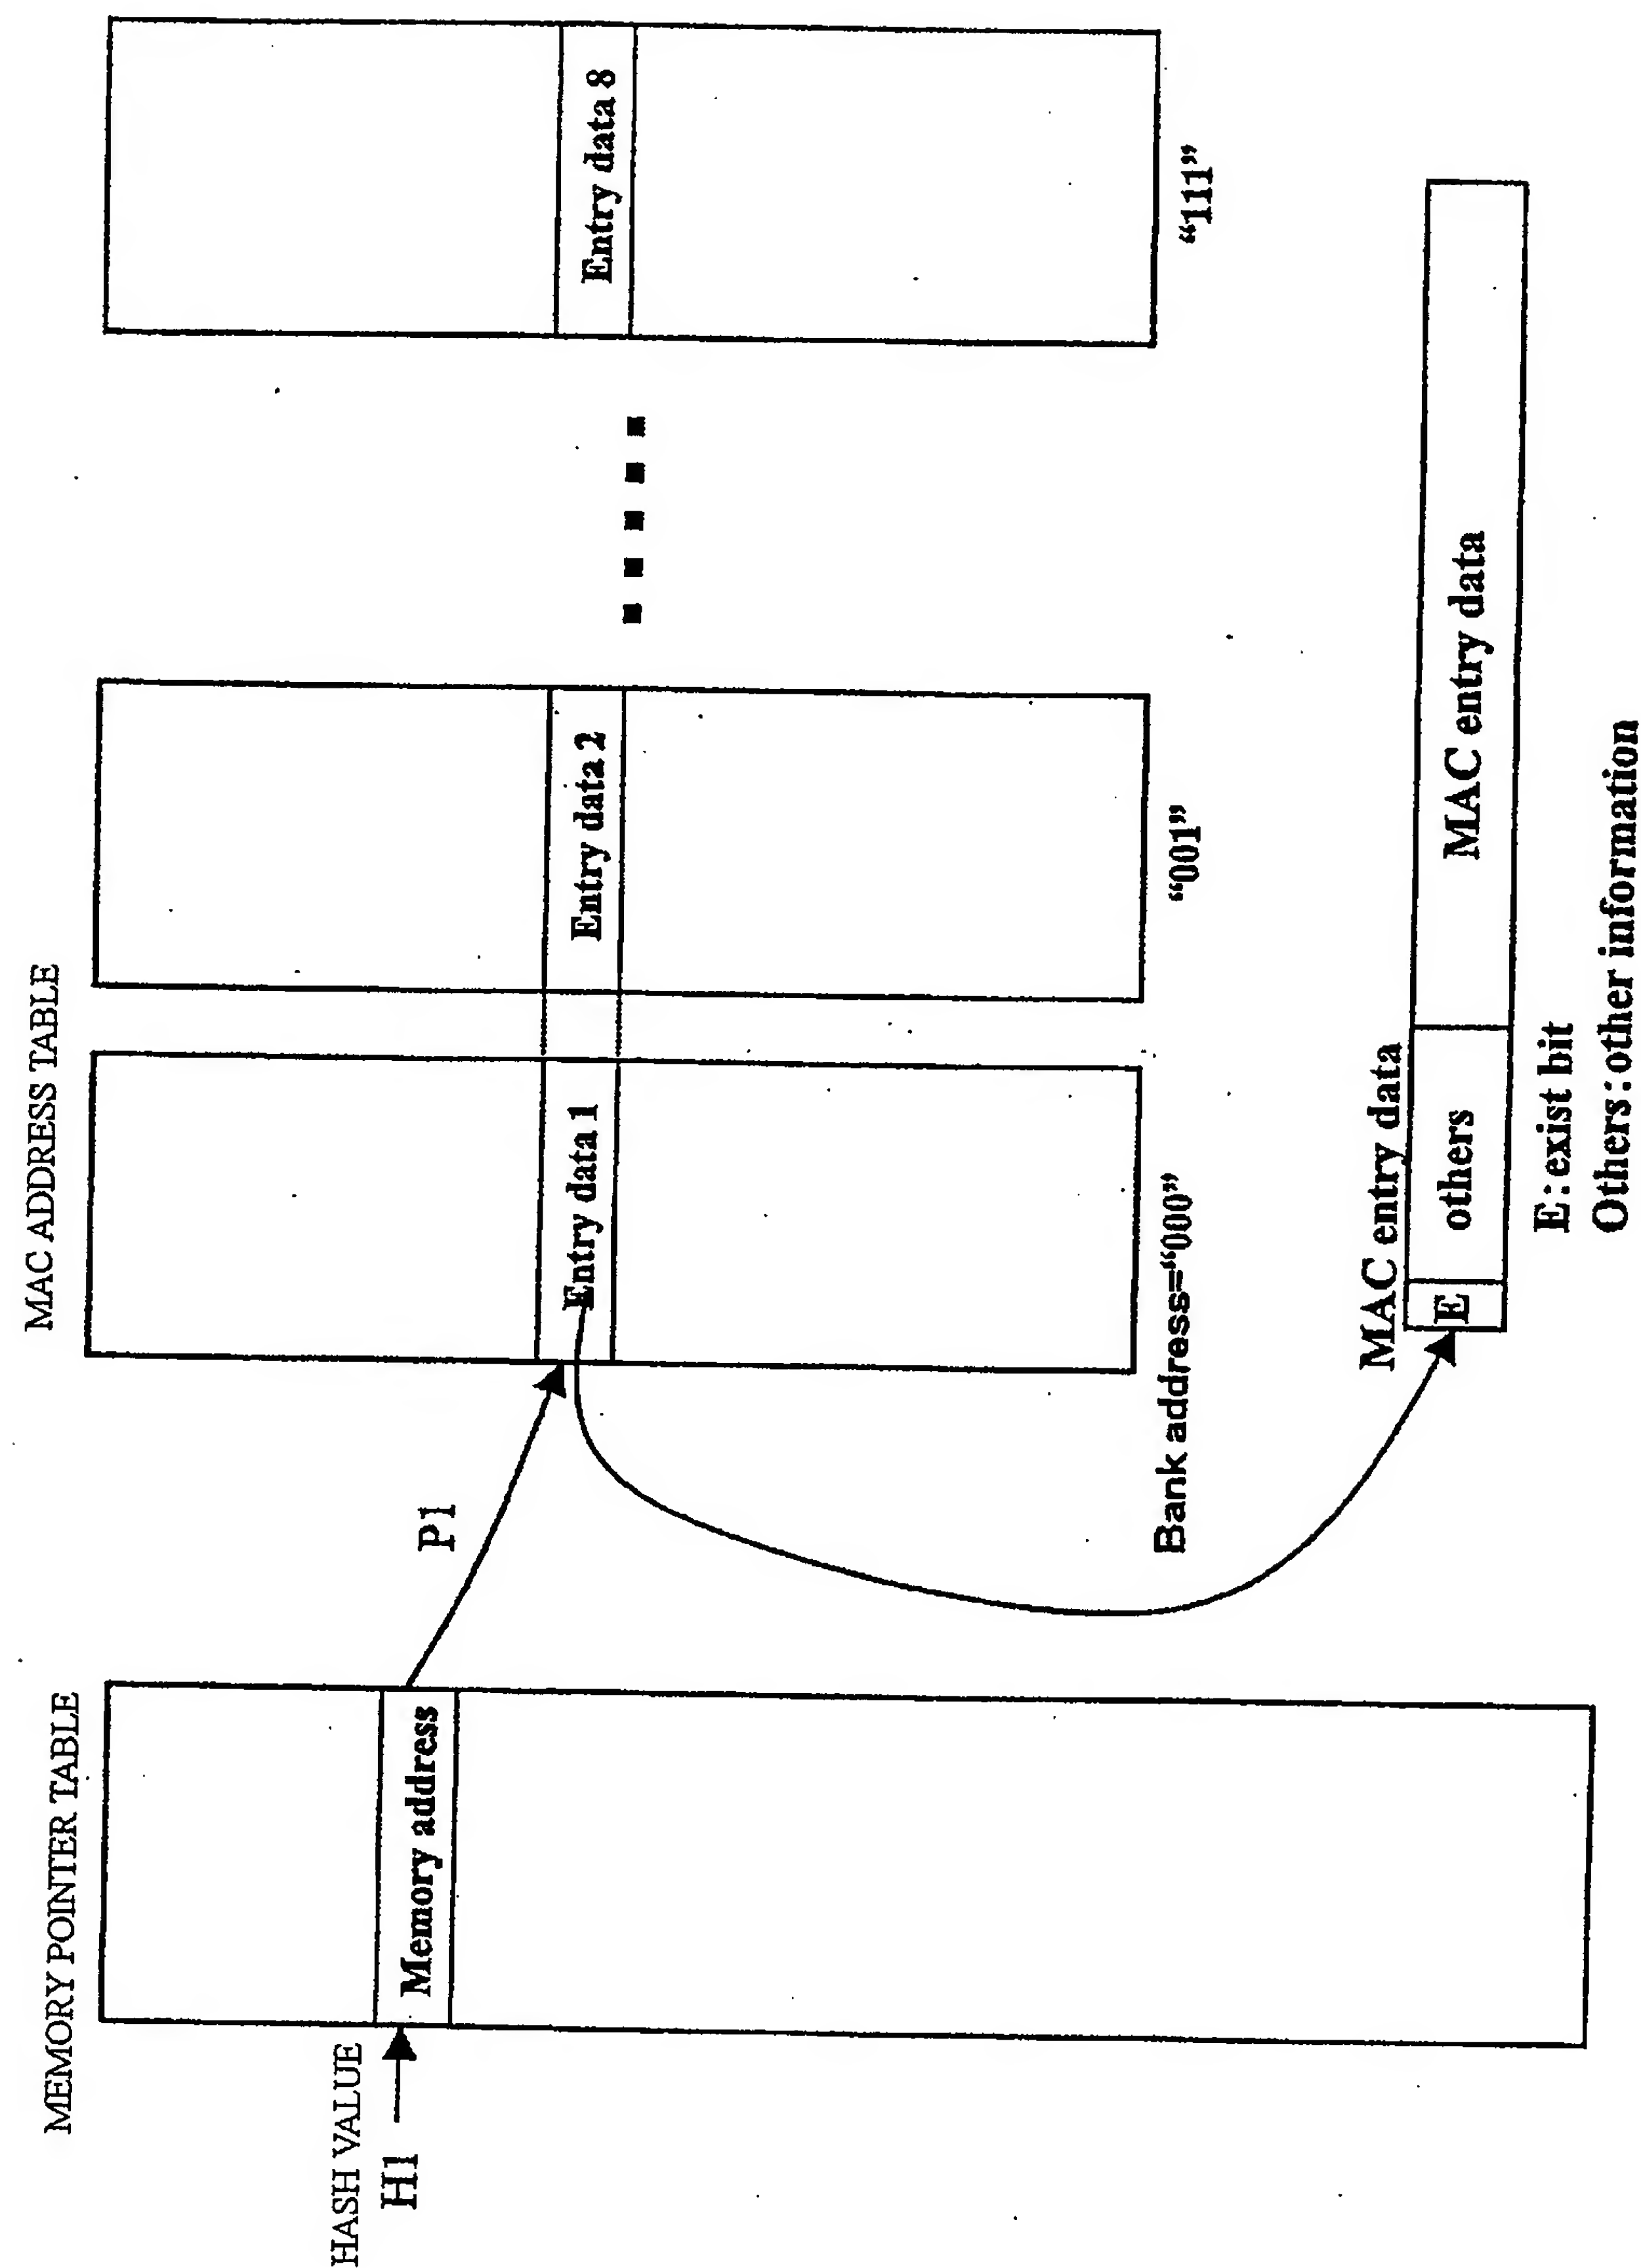 MEMORY POINTER TABLE
HASH VALUE
H1
Memory address
P1
MAC ADDRESS TABLE
Entry data 1
Entry data 2
Entry data 8
Bank address=“000”
“001”
“111”
MAC entry data
E
others
MAC entry data
E : exist bit
Others : other information